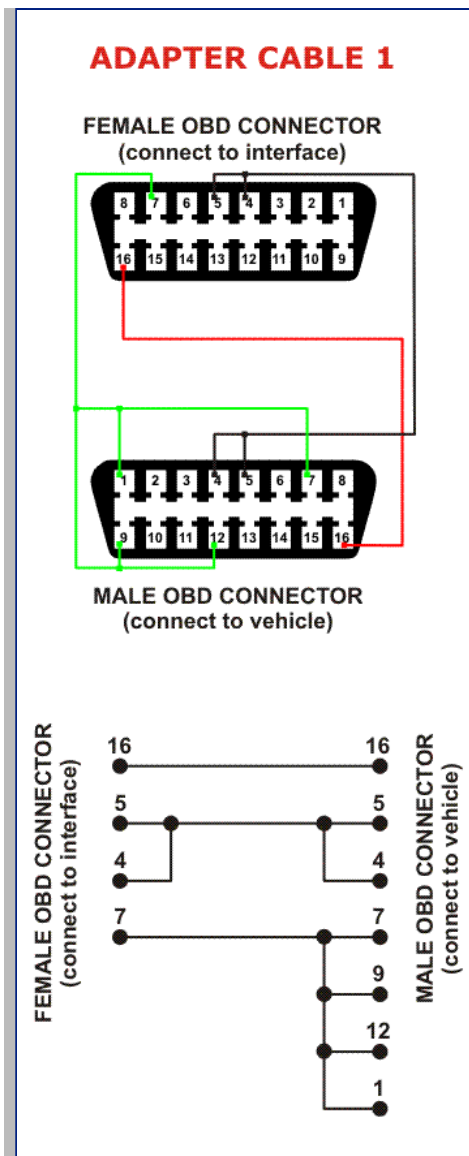 ADAPTER CABLE 1
FEMALE OBD CONNECTOR
(connect to interface)
8 7 6 5 4 3 2 1
16 15 14 13 12 11 10 9
1 2 3 4 5 6 7 8
9 10 11 12 13 14 15 16
MALE OBD CONNECTOR
(connect to vehicle)
FEMALE OBD CONNECTOR
(connect to interface)
16 16
5 5
4 4
7 7
9
12
1
MALE OBD CONNECTOR
(connect to vehicle)